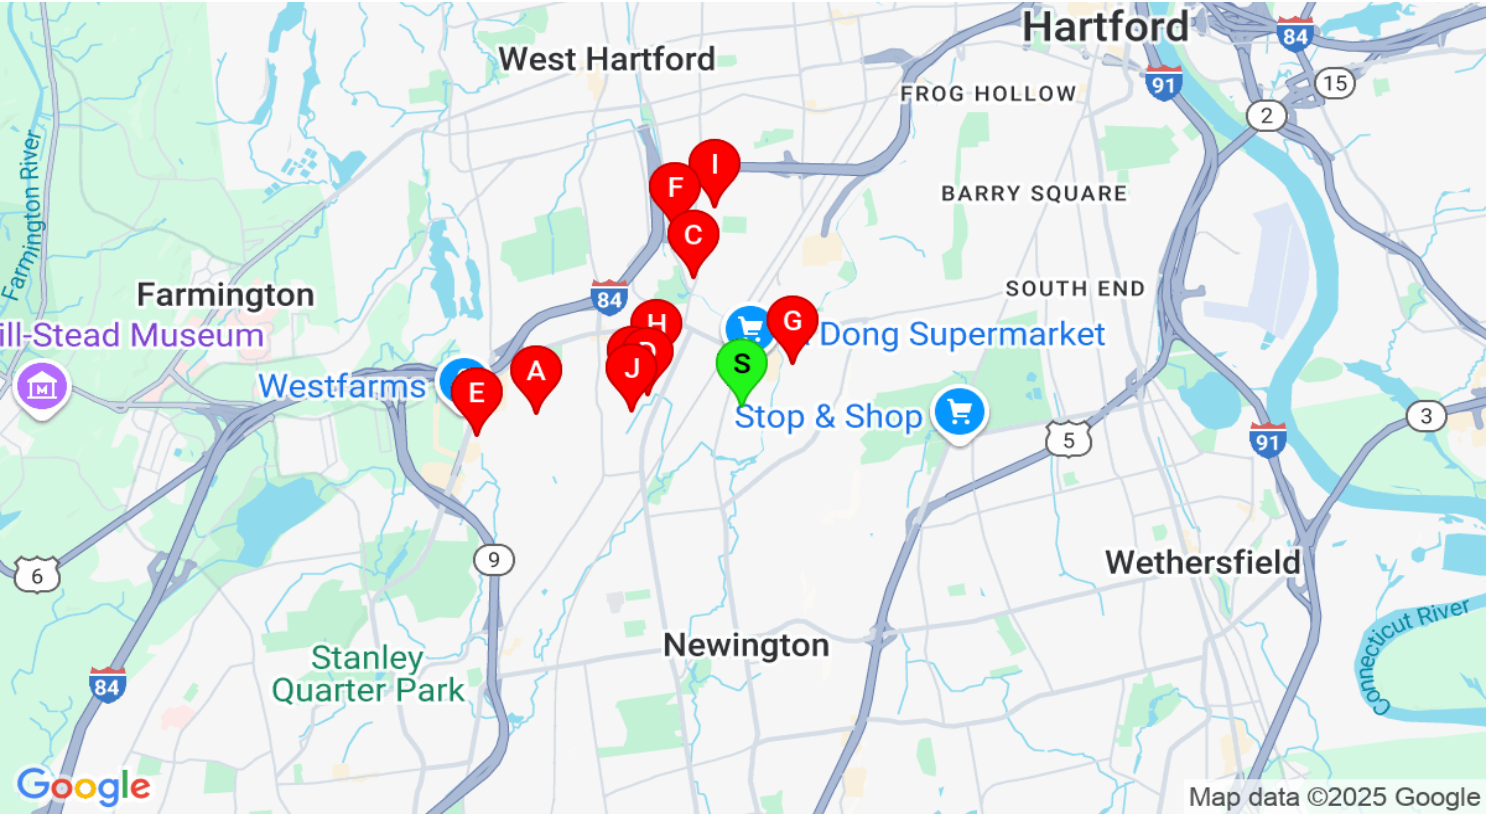 Hartford
84
15
West Hartford
91
FROG HOLLOW
2
Farmington River
I
F
BARRY SQUARE
C
Farmington
84
SOUTH END
ill-Stead Museum
H
G
Dong Supermarket
D
S
A
J
Westfarms
E
Stop & Shop
3
5
91
6
9
Wethersfield
Newington
Connecticut River
Stanley
Quarter Park
84
Google
Map data ©2025 Google